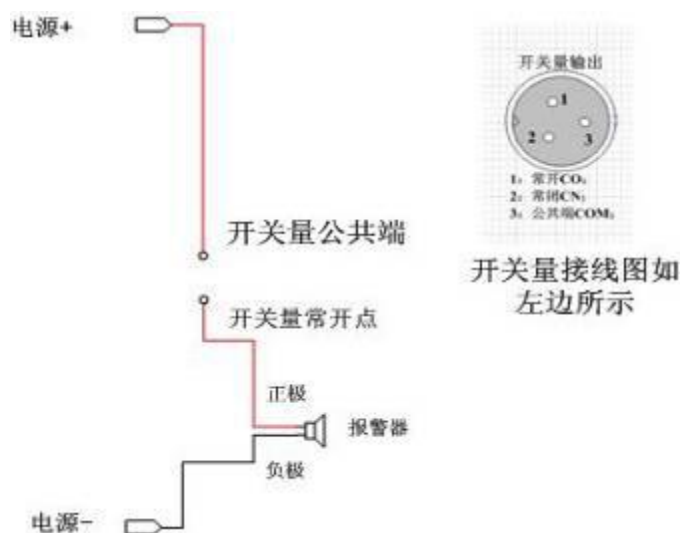 电源+
开关量输出
1
2
3
1：常开CO；
2：常闭CN；
3：公共端COM；
开关量公共端
开关量接线图如
左边所示
开关量常开点
正极
报警器
负极
电源-